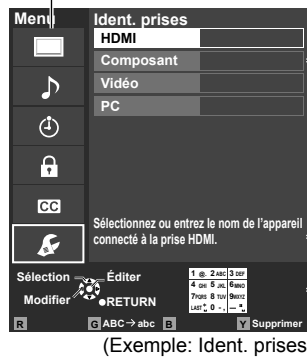 Menu
Ident. prises
HDMI
Composant
Vidéo
PC
CC
Sélectionnez ou entrez le nom de l'appareil
connecté à la prise HDMI.
Sélection
Éditer
Modifier
RETURN
1 @. 2 ABC 3 DEF
4 GHI 5 JKL 6 MNO
7 PQRS 8 TUV 9 WXYZ
LAST 0 - ,
R G ABC → abc B Y Supprimer
(Exemple: Ident. prises